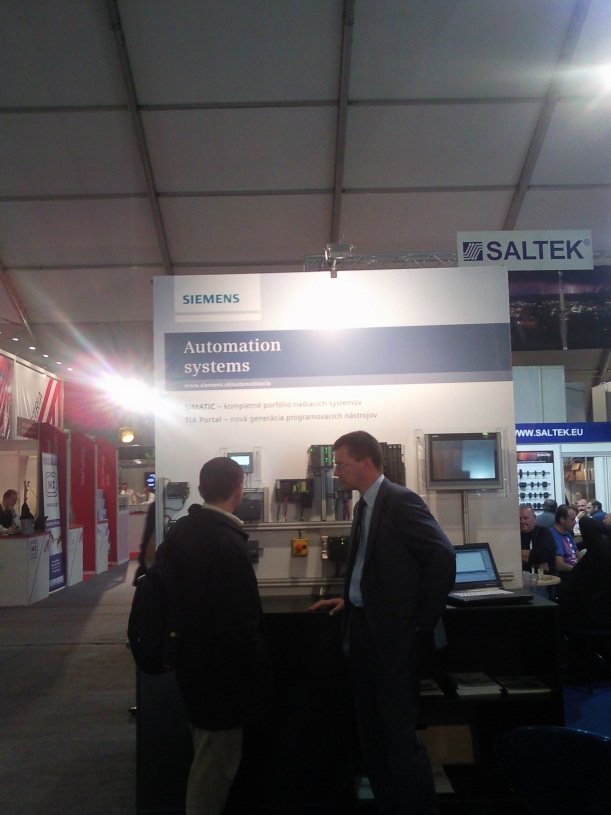 SALTEK®
SIEMENS
Automation
systems
www.siemens.sk/automatizacia
SIMATIC – kompletné porfólio riadiacich systémov
TIA Portal – nová generácia programovacích nástrojov
WWW.SALTEK.EU